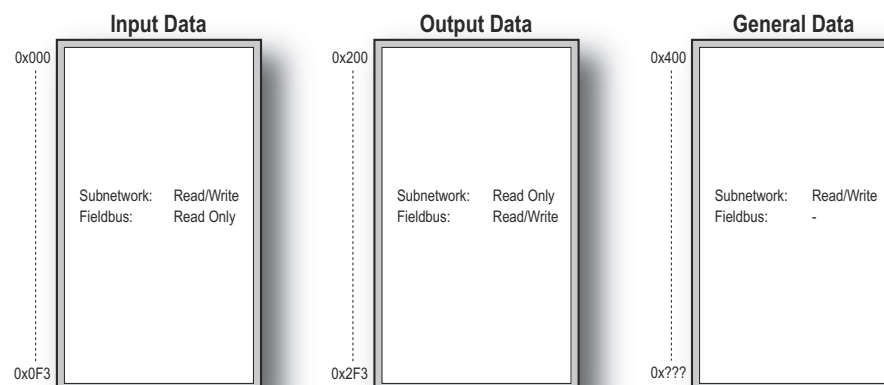 Input Data
0x000
Subnetwork: Read/Write
Fieldbus: Read Only
0x0F3
Output Data
0x200
Subnetwork: Read Only
Fieldbus: Read/Write
0x2F3
General Data
0x400
Subnetwork: Read/Write
Fieldbus: -
0x???